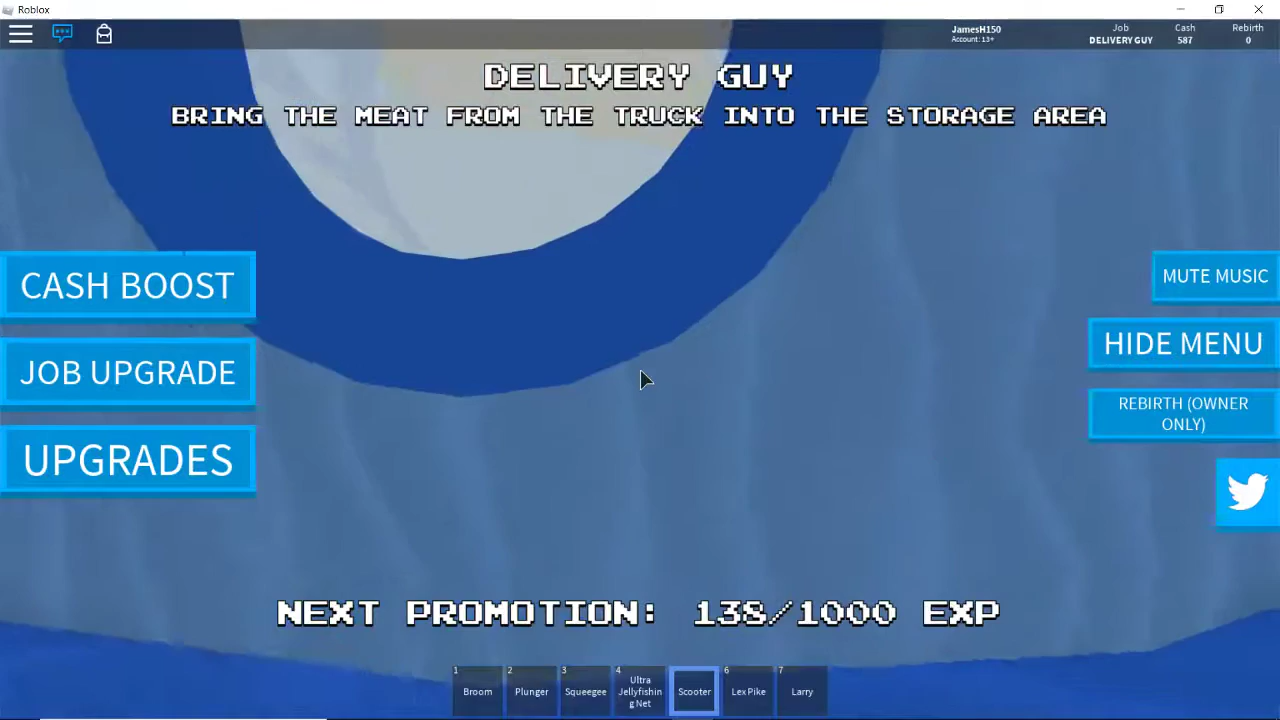 Roblox
JamesH150
Account: 13+
Job
DELIVERY GUY
Cash
587
Rebirth
0
DELIVERY GUY
BRING THE MEAT FROM THE TRUCK INTO THE STORAGE AREA
CASH BOOST
JOB UPGRADE
UPGRADES
MUTE MUSIC
HIDE MENU
REBIRTH (OWNER
ONLY)
NEXT PROMOTION: 138/1000 EXP
1
Broom
2
Plunger
3
Squeegee
4
Ultra
Jellyfishin
g Net
Scooter
6
Lex Pike
7
Larry